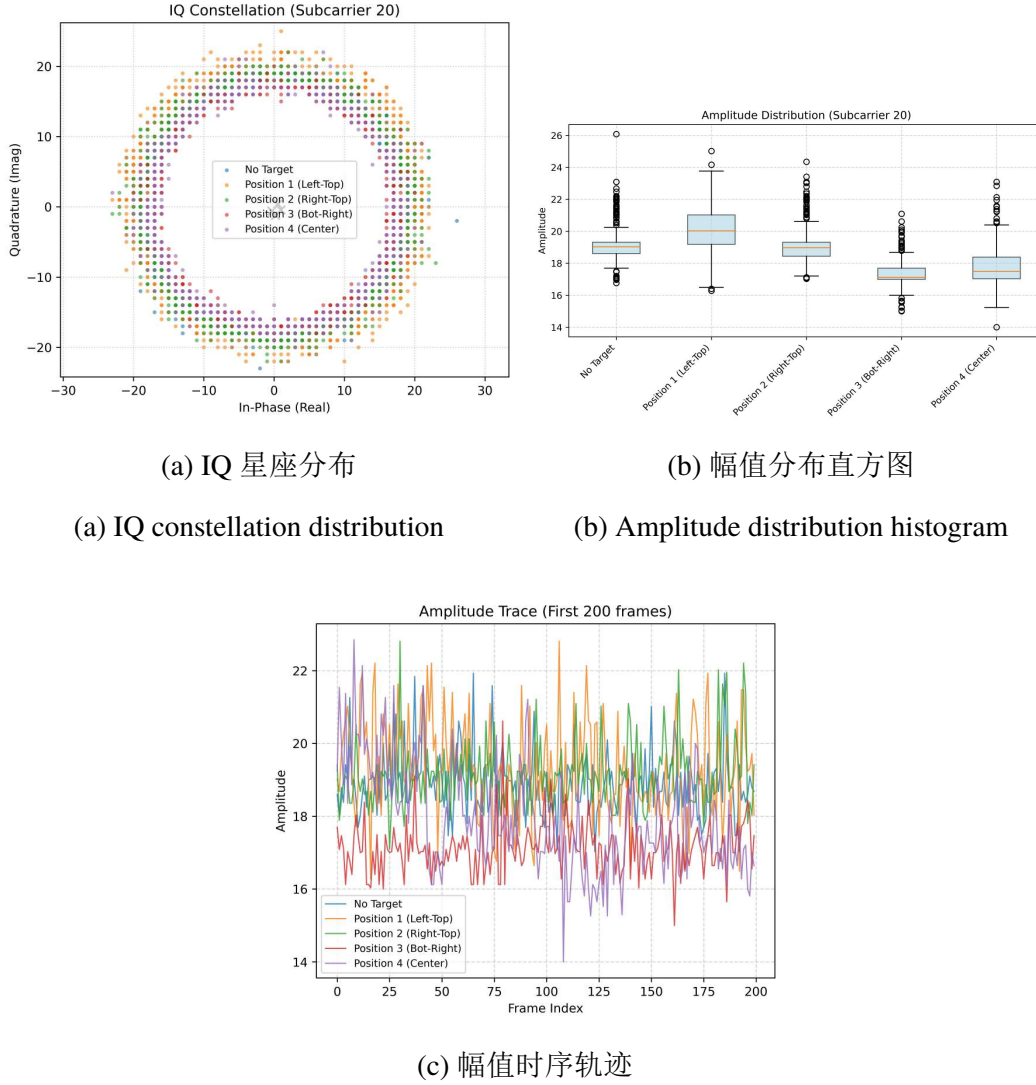 IQ Constellation (Subcarrier 20)
Quadrature (Imag)
20
10
0
−10
−20
No Target
Position 1 (Left-Top)
Position 2 (Right-Top)
Position 3 (Bot-Right)
Position 4 (Center)
−30 −20 −10 0 10 20 30
In-Phase (Real)
Amplitude Distribution (Subcarrier 20)
Amplitude
26
24
22
20
18
16
14
No Target
Position 1 (Left-Top)
Position 2 (Right-Top)
Position 3 (Bot-Right)
Position 4 (Center)
(a) IQ 星座分布
(b) 幅值分布直方图
(a) IQ constellation distribution
(b) Amplitude distribution histogram
Amplitude Trace (First 200 frames)
Amplitude
22
20
18
16
14
No Target
Position 1 (Left-Top)
Position 2 (Right-Top)
Position 3 (Bot-Right)
Position 4 (Center)
0 25 50 75 100 125 150 175 200
Frame Index
(c) 幅值时序轨迹